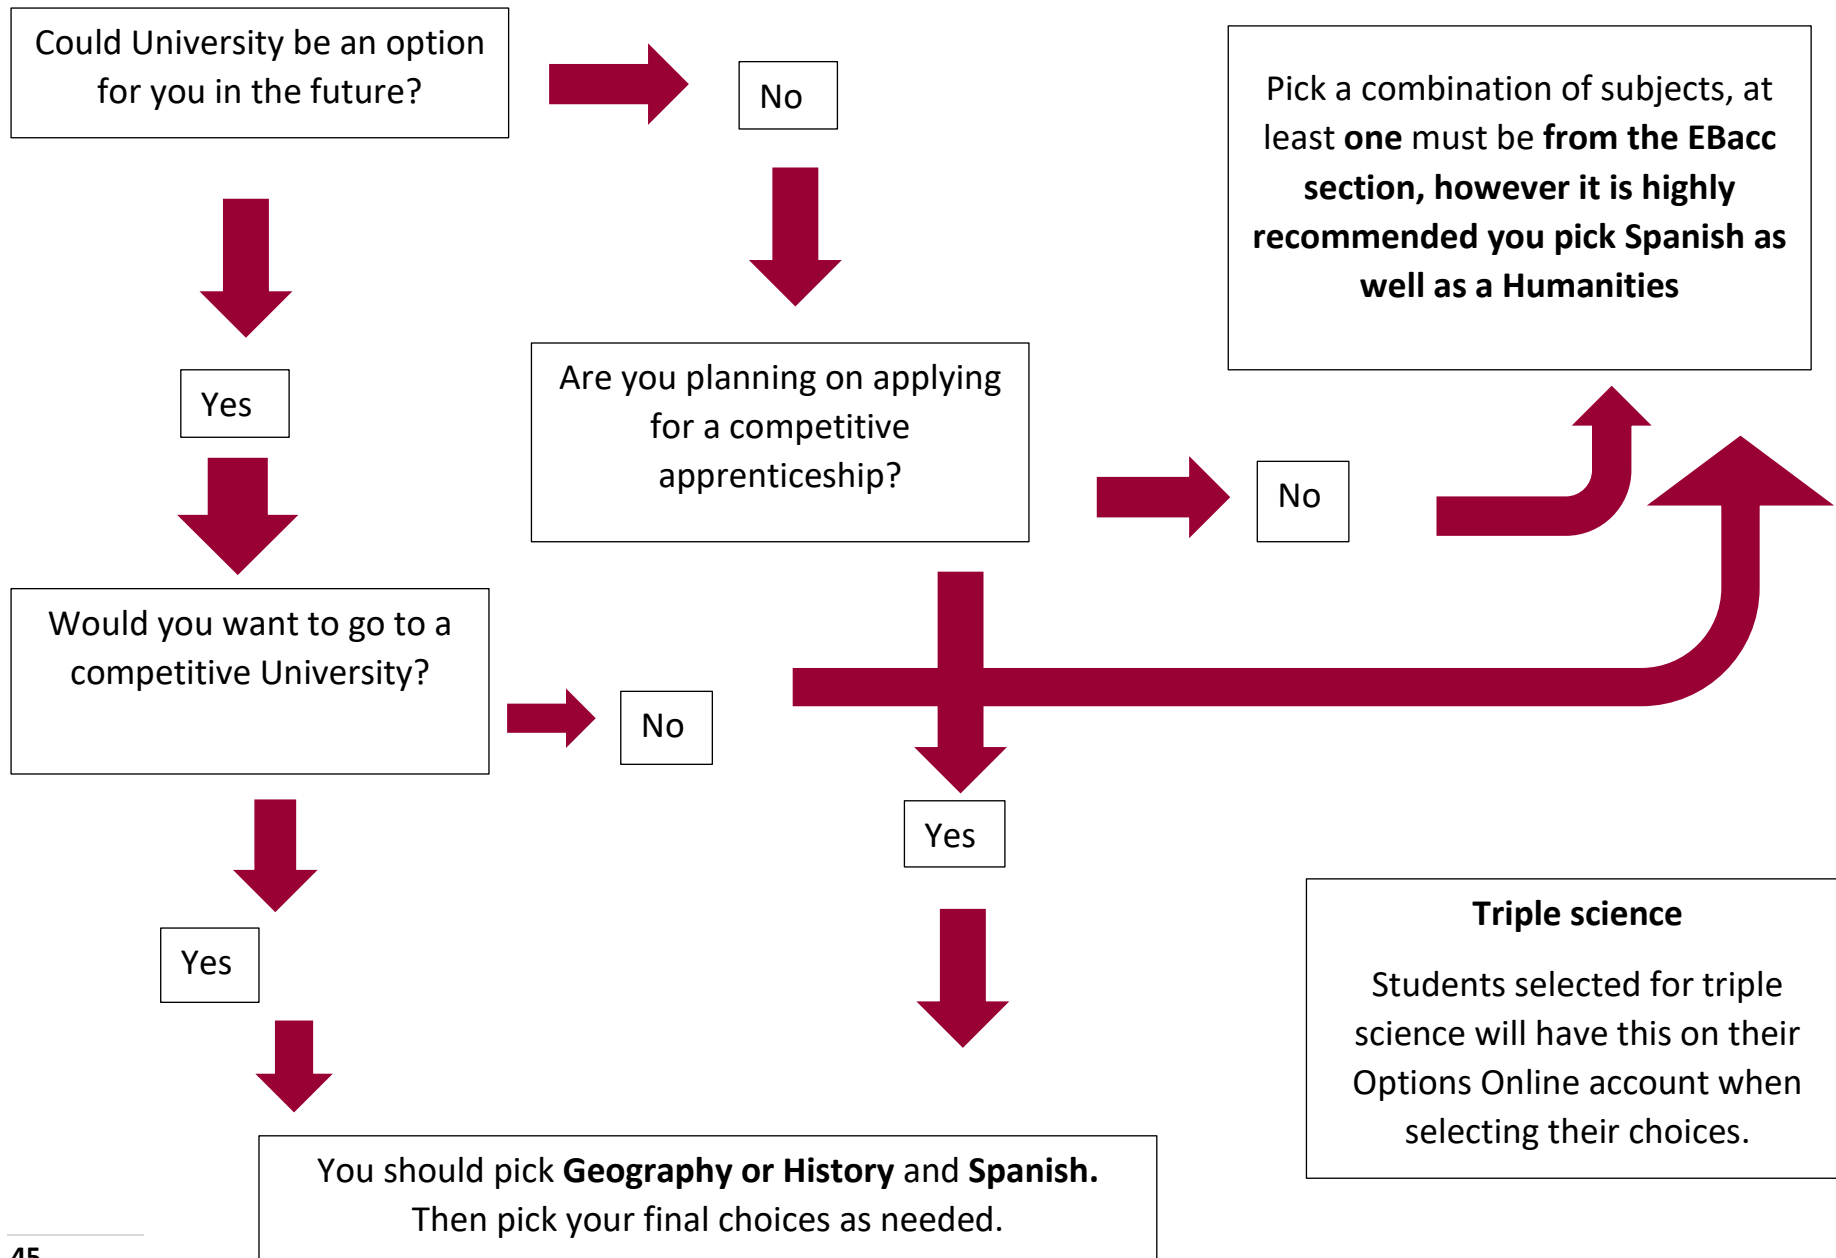 Could University be an option
for you in the future?
No
Pick a combination of subjects, at
least one must be from the EBacc
section, however it is highly
recommended you pick Spanish as
well as a Humanities
Yes
Are you planning on applying
for a competitive
apprenticeship?
No
Would you want to go to a
competitive University?
No
Yes
Yes
Triple science
Students selected for triple
science will have this on their
Options Online account when
selecting their choices.
You should pick Geography or History and Spanish.
Then pick your final choices as needed.
45